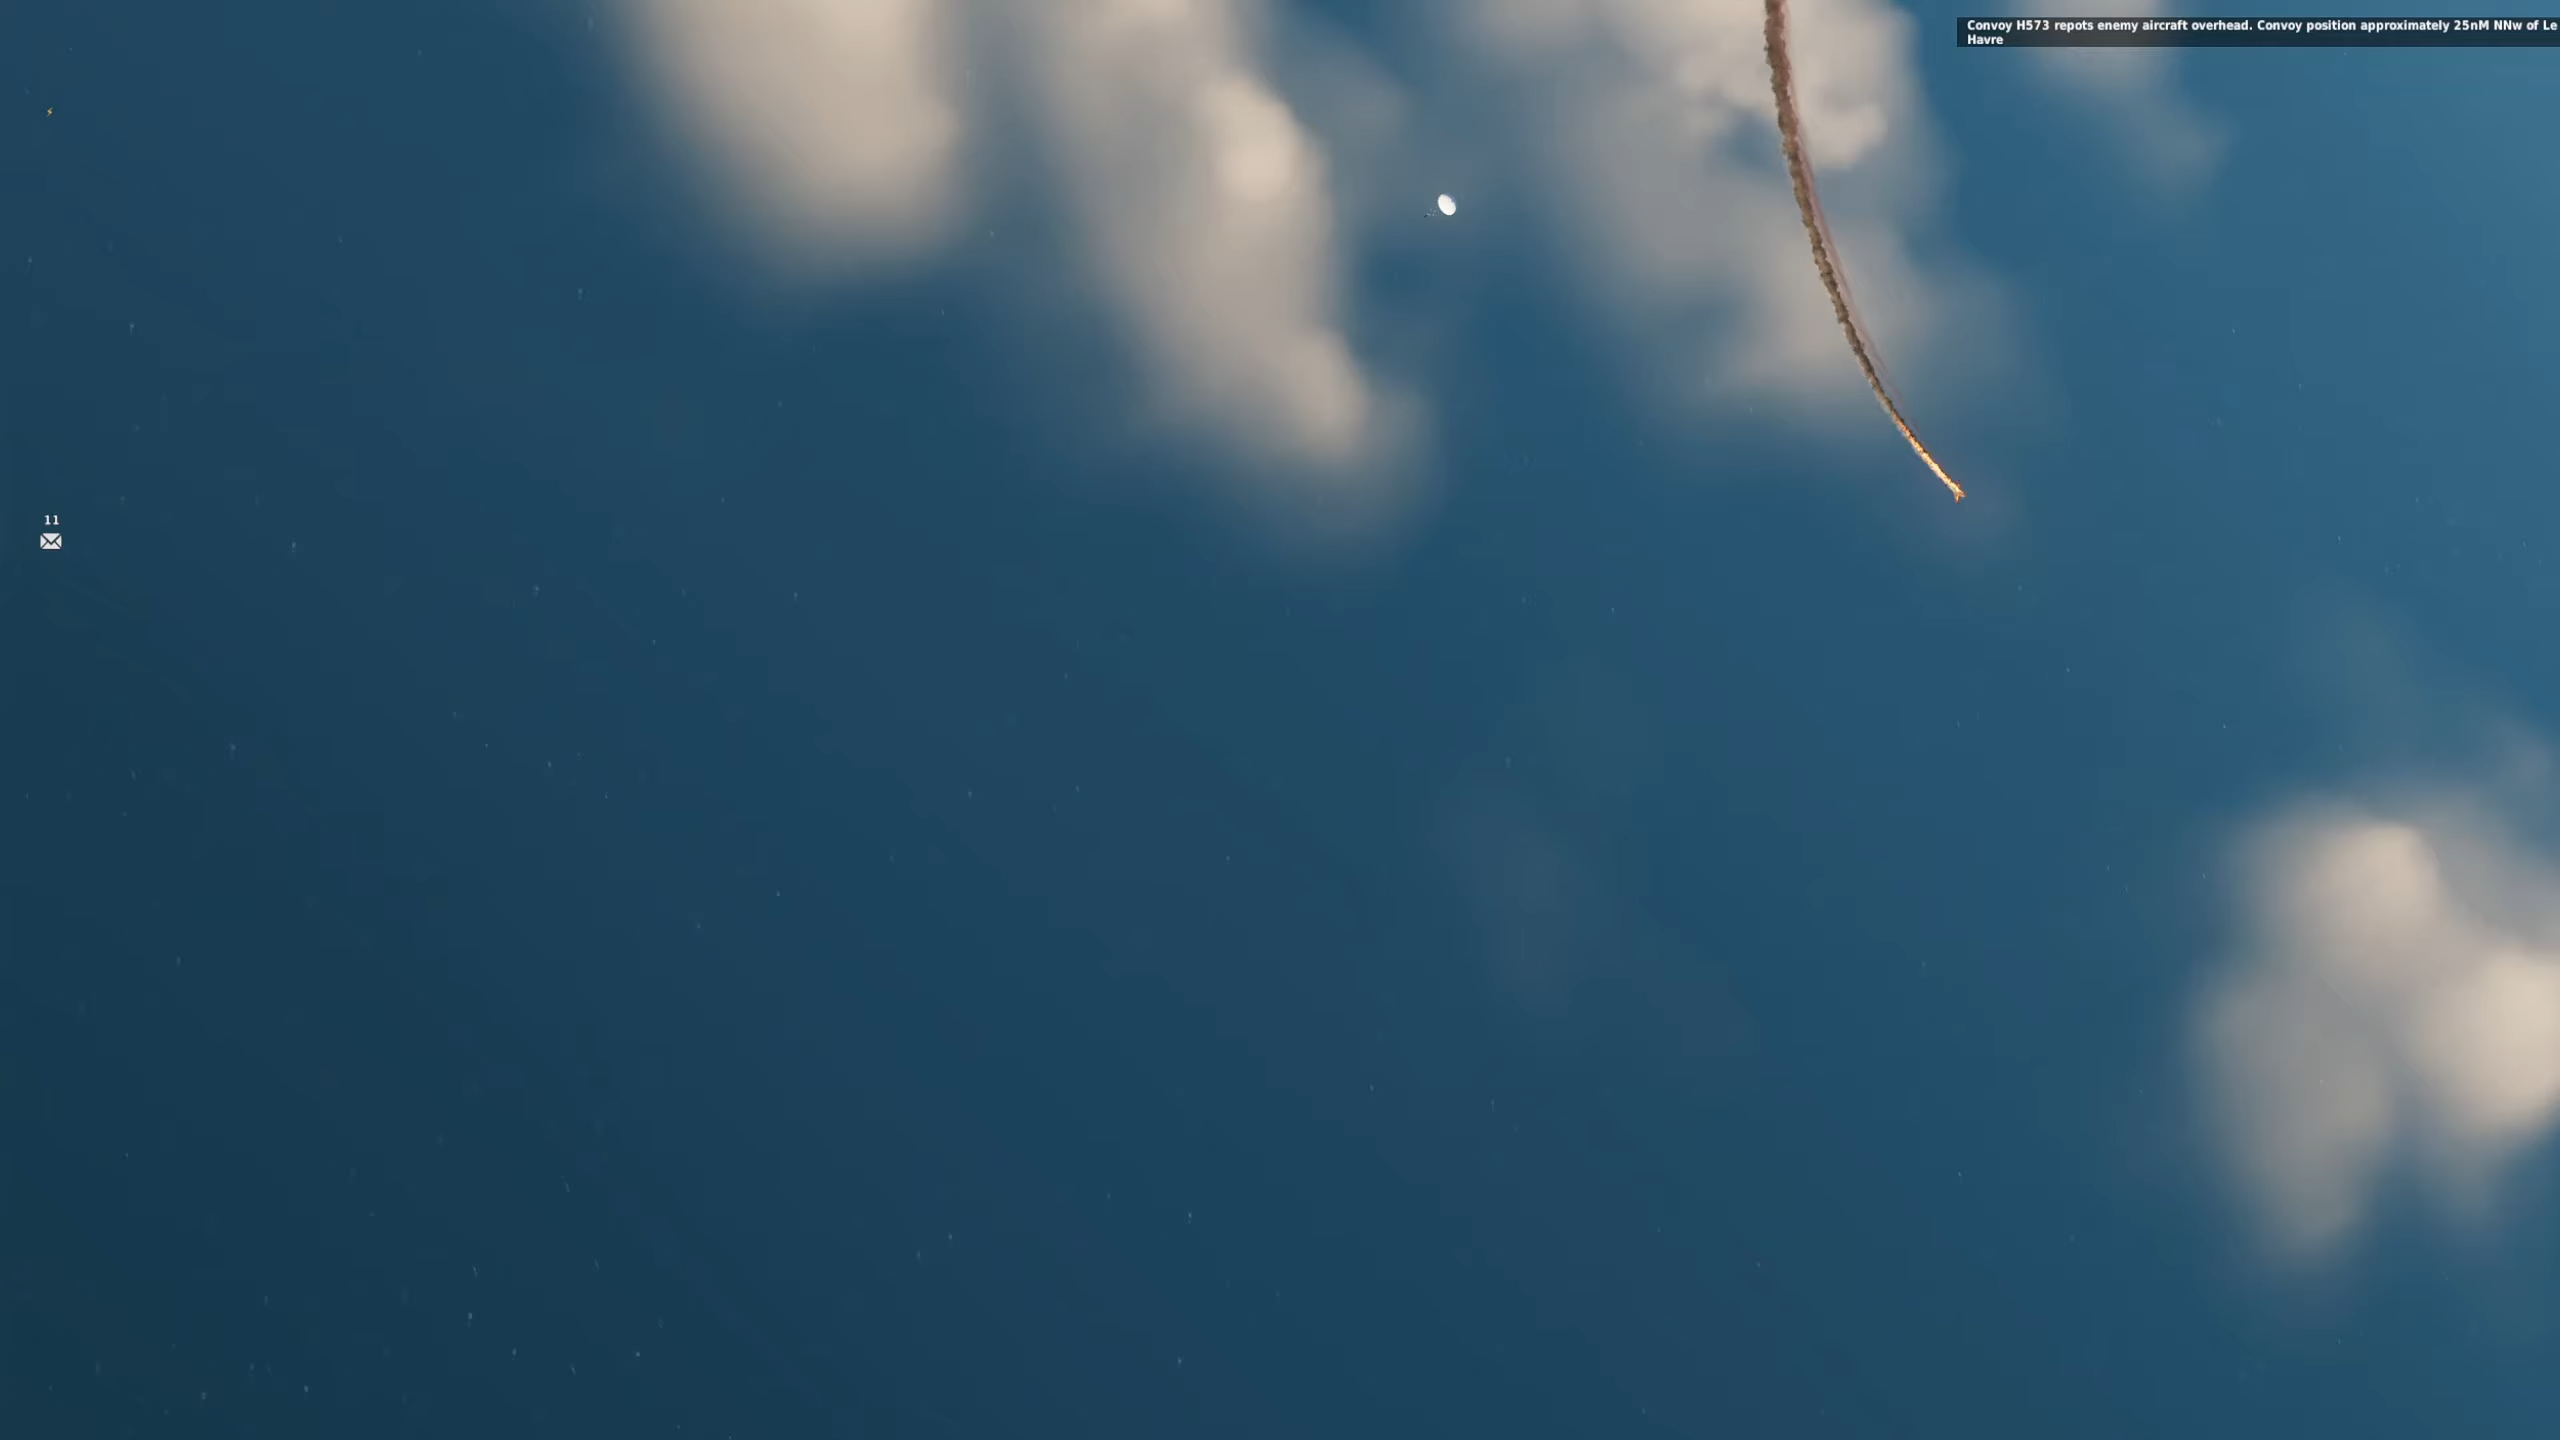 Convoy H573 repots enemy aircraft overhead. Convoy position approximately 25nM NNw of Le
Havre
11